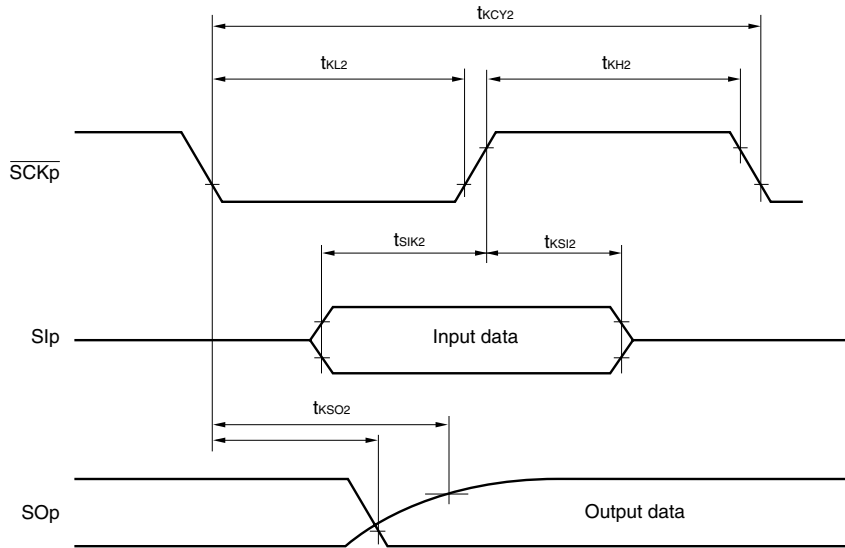 tKCY2
tKL2
tKH2
SCKp
tSIK2
tKSI2
SIp
Input data
tKSO2
SOp
Output data